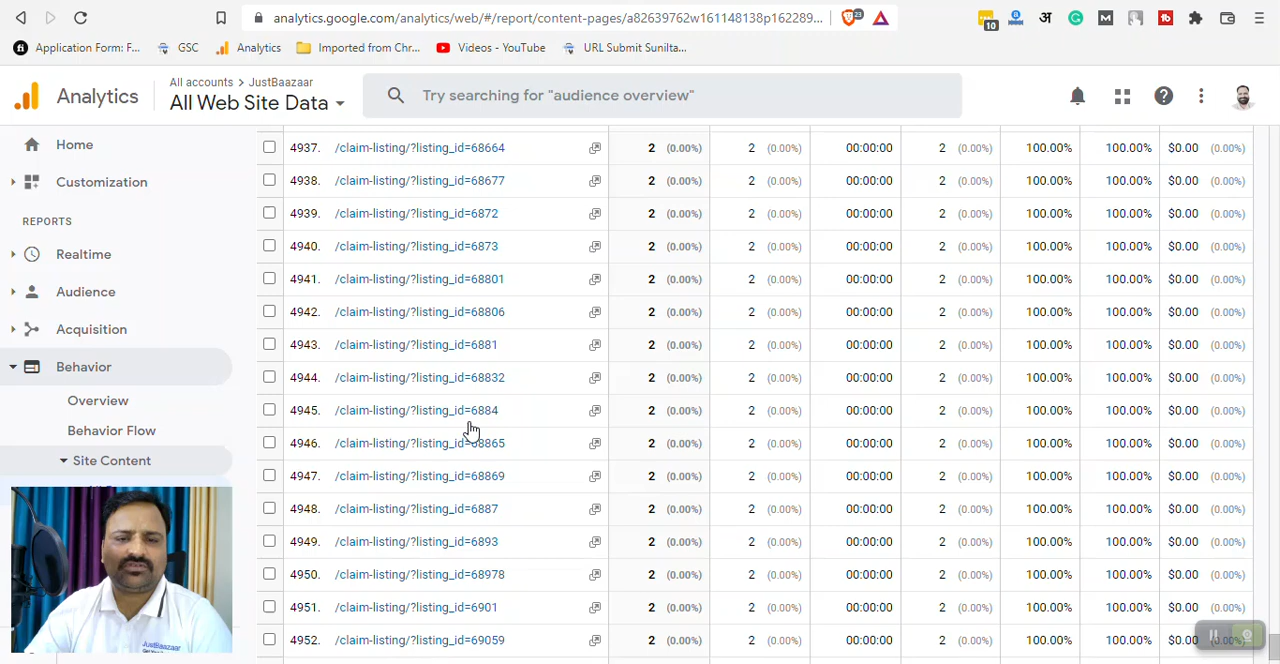 analytics.google.com/analytics/web/#/report/content-pages/a82639762w161148138p162289...
23
10
अ
M
Application Form: F...
GSC
Analytics
Imported from Chr...
Videos - YouTube
URL Submit Sunilta...
Analytics
All accounts > JustBaazaar
All Web Site Data
Try searching for "audience overview"
Home
Customization
REPORTS
Realtime
Audience
Acquisition
Behavior
Overview
Behavior Flow
Site Content
4937. /claim-listing/?listing_id=68664 2 (0.00%) 2 (0.00%) 00:00:00 2 (0.00%) 100.00% 100.00% $0.00 (0.00%)
4938. /claim-listing/?listing_id=68677 2 (0.00%) 2 (0.00%) 00:00:00 2 (0.00%) 100.00% 100.00% $0.00 (0.00%)
4939. /claim-listing/?listing_id=6872 2 (0.00%) 2 (0.00%) 00:00:00 2 (0.00%) 100.00% 100.00% $0.00 (0.00%)
4940. /claim-listing/?listing_id=6873 2 (0.00%) 2 (0.00%) 00:00:00 2 (0.00%) 100.00% 100.00% $0.00 (0.00%)
4941. /claim-listing/?listing_id=68801 2 (0.00%) 2 (0.00%) 00:00:00 2 (0.00%) 100.00% 100.00% $0.00 (0.00%)
4942. /claim-listing/?listing_id=68806 2 (0.00%) 2 (0.00%) 00:00:00 2 (0.00%) 100.00% 100.00% $0.00 (0.00%)
4943. /claim-listing/?listing_id=6881 2 (0.00%) 2 (0.00%) 00:00:00 2 (0.00%) 100.00% 100.00% $0.00 (0.00%)
4944. /claim-listing/?listing_id=68832 2 (0.00%) 2 (0.00%) 00:00:00 2 (0.00%) 100.00% 100.00% $0.00 (0.00%)
4945. /claim-listing/?listing_id=6884 2 (0.00%) 2 (0.00%) 00:00:00 2 (0.00%) 100.00% 100.00% $0.00 (0.00%)
4946. /claim-listing/?listing_id=68865 2 (0.00%) 2 (0.00%) 00:00:00 2 (0.00%) 100.00% 100.00% $0.00 (0.00%)
4947. /claim-listing/?listing_id=68869 2 (0.00%) 2 (0.00%) 00:00:00 2 (0.00%) 100.00% 100.00% $0.00 (0.00%)
4948. /claim-listing/?listing_id=6887 2 (0.00%) 2 (0.00%) 00:00:00 2 (0.00%) 100.00% 100.00% $0.00 (0.00%)
4949. /claim-listing/?listing_id=6893 2 (0.00%) 2 (0.00%) 00:00:00 2 (0.00%) 100.00% 100.00% $0.00 (0.00%)
4950. /claim-listing/?listing_id=68978 2 (0.00%) 2 (0.00%) 00:00:00 2 (0.00%) 100.00% 100.00% $0.00 (0.00%)
4951. /claim-listing/?listing_id=6901 2 (0.00%) 2 (0.00%) 00:00:00 2 (0.00%) 100.00% 100.00% $0.00 (0.00%)
4952. /claim-listing/?listing_id=69059 2 (0.00%) 2 (0.00%) 00:00:00 2 (0.00%) 100.00% 100.00% $0.00 (0.00%)
JustBaazaar